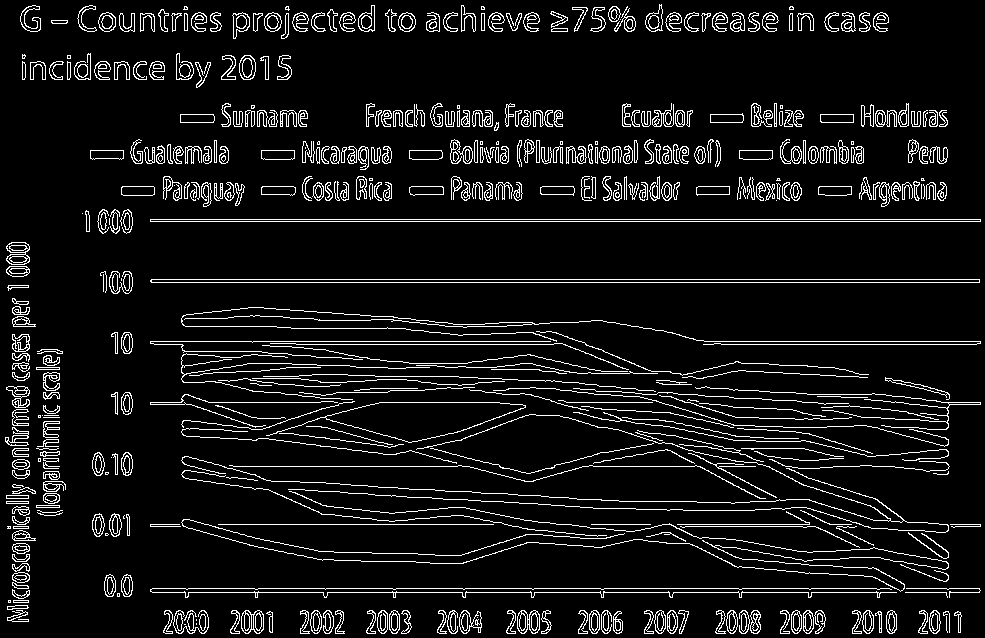 G – Countries projected to achieve ≥75% decrease in case
incidence by 2015
Suriname French Guiana, France Ecuador Belize Honduras
Guatemala Nicaragua Bolivia (Plurinational State of) Colombia Peru
Paraguay Costa Rica Panama El Salvador Mexico Argentina
Microscopically confirmed cases per 1 000
(logarithmic scale)
1 000
100
10
10
0.10
0.01
0.0
2000 2001 2002 2003 2004 2005 2006 2007 2008 2009 2010 2011